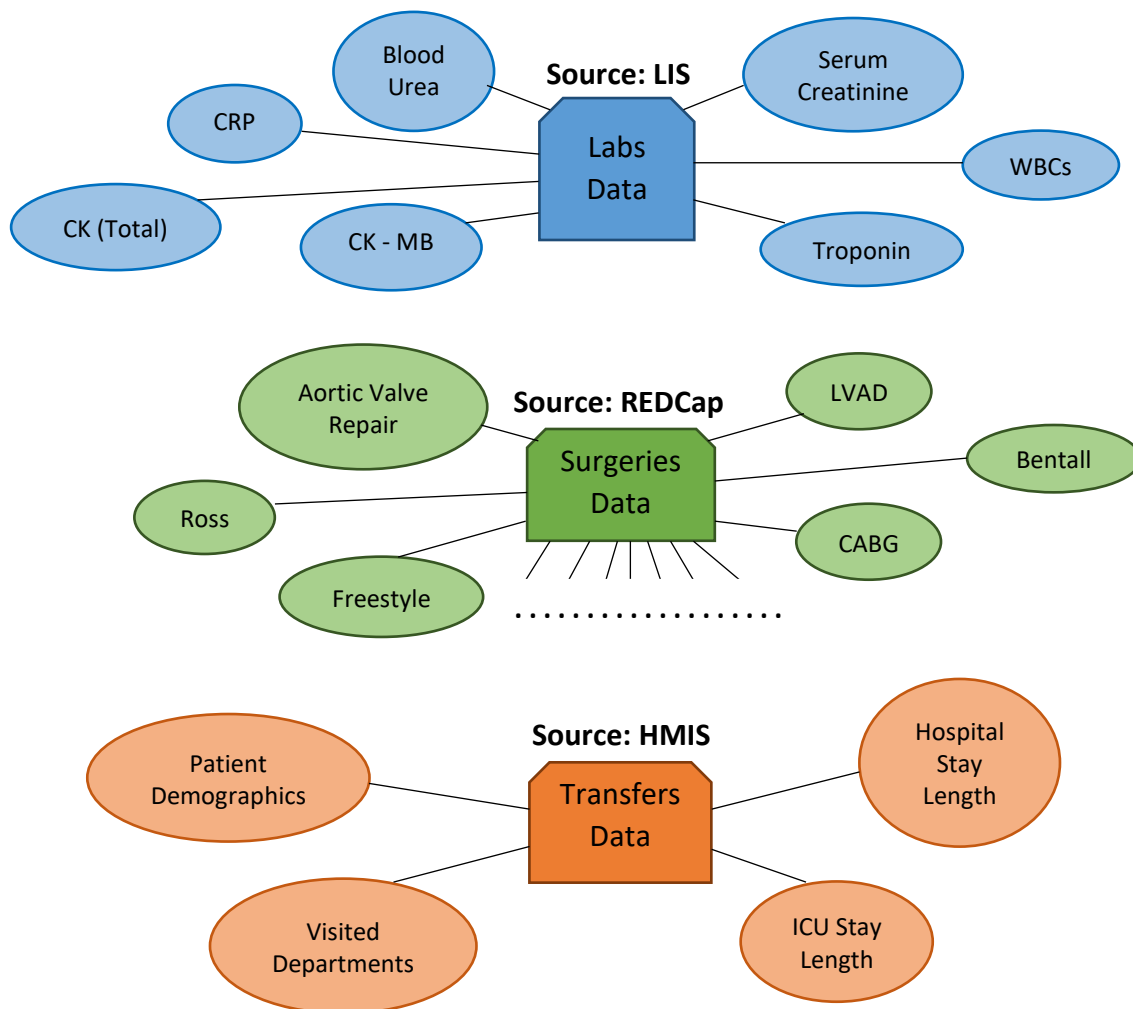 Blood
Urea
Source: LIS
Serum
Creatinine
CRP
Labs
Data
WBCs
CK (Total)
CK - MB
Troponin
Aortic Valve
Repair
Source: REDCap
LVAD
Surgeries
Data
Bentall
Ross
CABG
Freestyle
. . . . . . . . . . . . . . . . . . .
Source: HMIS
Patient
Demographics
Transfers
Data
Hospital
Stay
Length
Visited
Departments
ICU Stay
Length